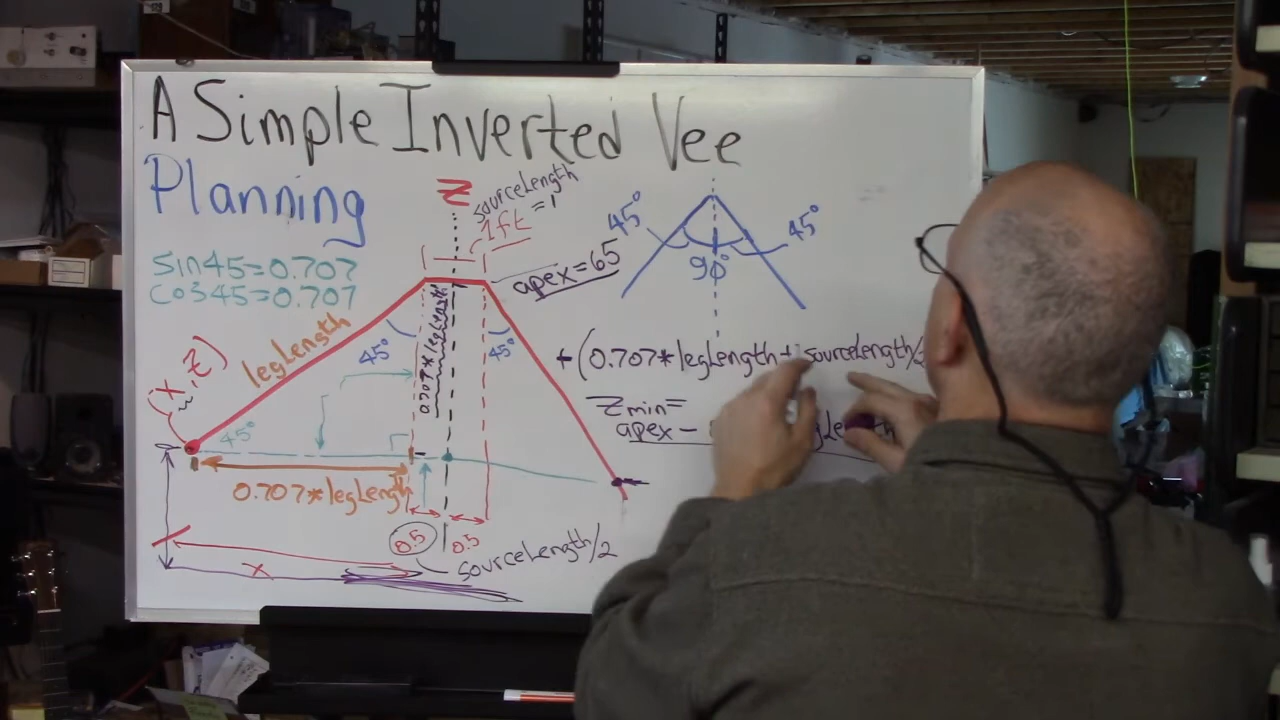 A Simple Inverted Vee
Planning
Z
sourceLength
= 1
1ft
sin45=0.707
cos45=0.707
apex=65
45°
45°
90°
legLength
45°
0.707*legLength
45°
(x,z)
45°
+(0.707*legLength+sourceLength/2
Zmin=
apex -
0.707*legLength
0.5
0.5
sourceLength/2
X